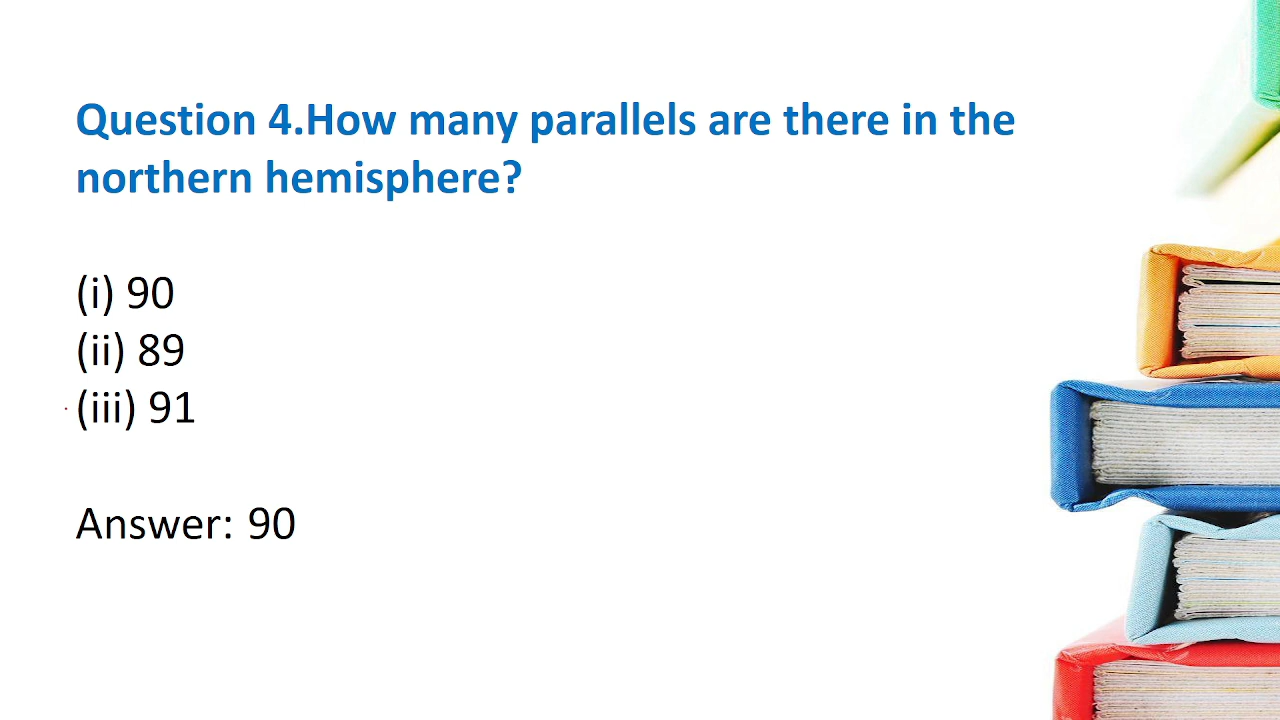 Question 4.How many parallels are there in the
northern hemisphere?
(i) 90
(ii) 89
(iii) 91
Answer: 90